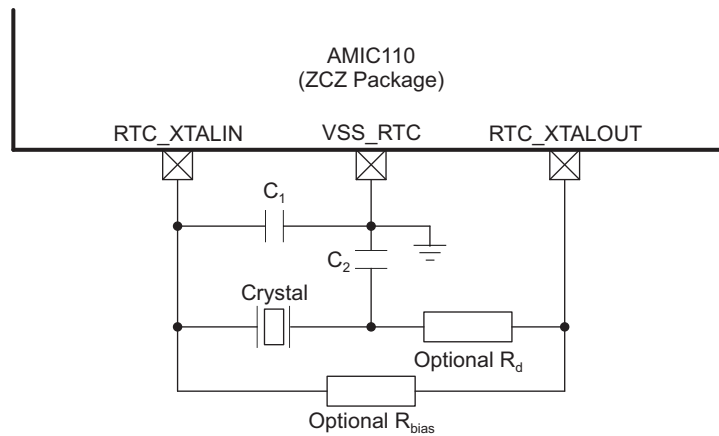 AMIC110
(ZCZ Package)
RTC_XTALIN
VSS_RTC
RTC_XTALOUT
C1
C2
Crystal
Optional Rd
Optional Rbias